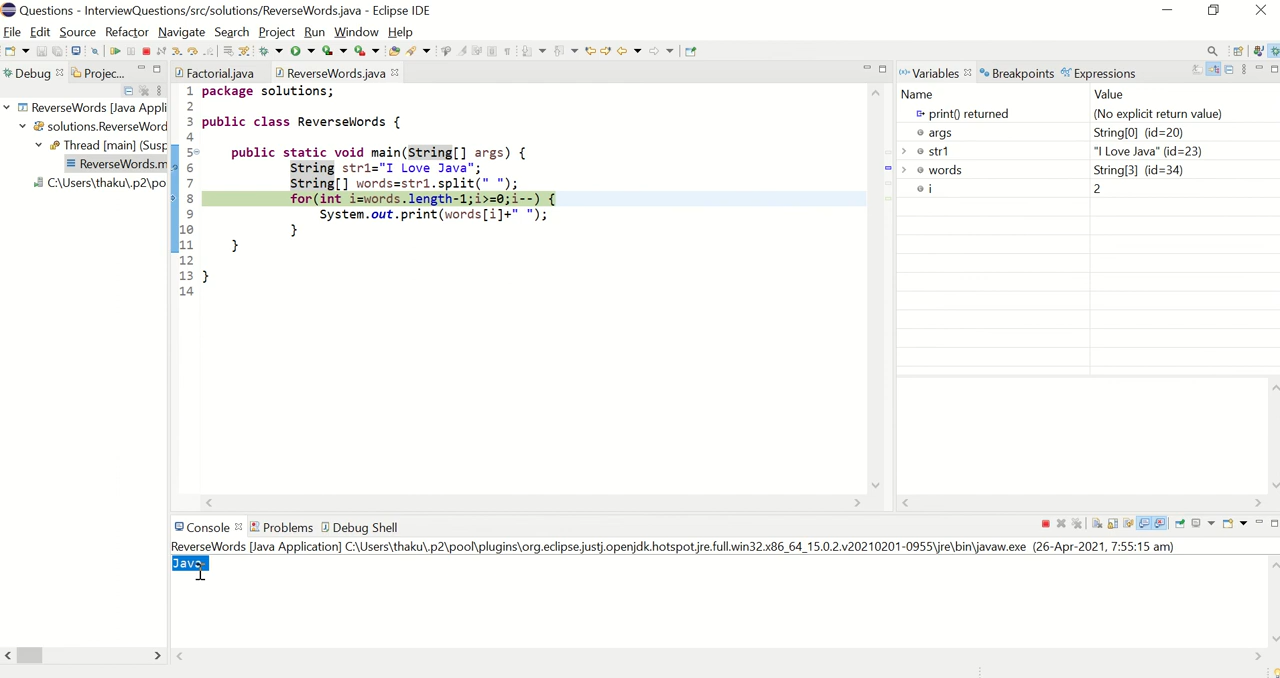 Questions - InterviewQuestions/src/solutions/ReverseWords.java - Eclipse IDE
File Edit Source Refactor Navigate Search Project Run Window Help
Debug Projec...
ReverseWords [Java Appli
solutions.ReverseWord
Thread [main] (Susp
ReverseWords.m
C:\Users\thaku\.p2\po
Factorial.java ReverseWords.java
1 package solutions;
2
3 public class ReverseWords {
4
5 public static void main(String[] args) {
6 String str1="I Love Java";
7 String[] words=str1.split(" ");
8 for(int i=words.length-1;i>=0;i--) {
9 System.out.print(words[i]+" ");
10 }
11 }
12
13 }
14
Variables Breakpoints Expressions
Name Value
print() returned (No explicit return value)
args String[0] (id=20)
str1 "I Love Java" (id=23)
words String[3] (id=34)
i 2
Console Problems Debug Shell
ReverseWords [Java Application] C:\Users\thaku\.p2\pool\plugins\org.eclipse.justj.openjdk.hotspot.jre.full.win32.x86_64_15.0.2.v20210201-0955\jre\bin\javaw.exe (26-Apr-2021, 7:55:15 am)
Java